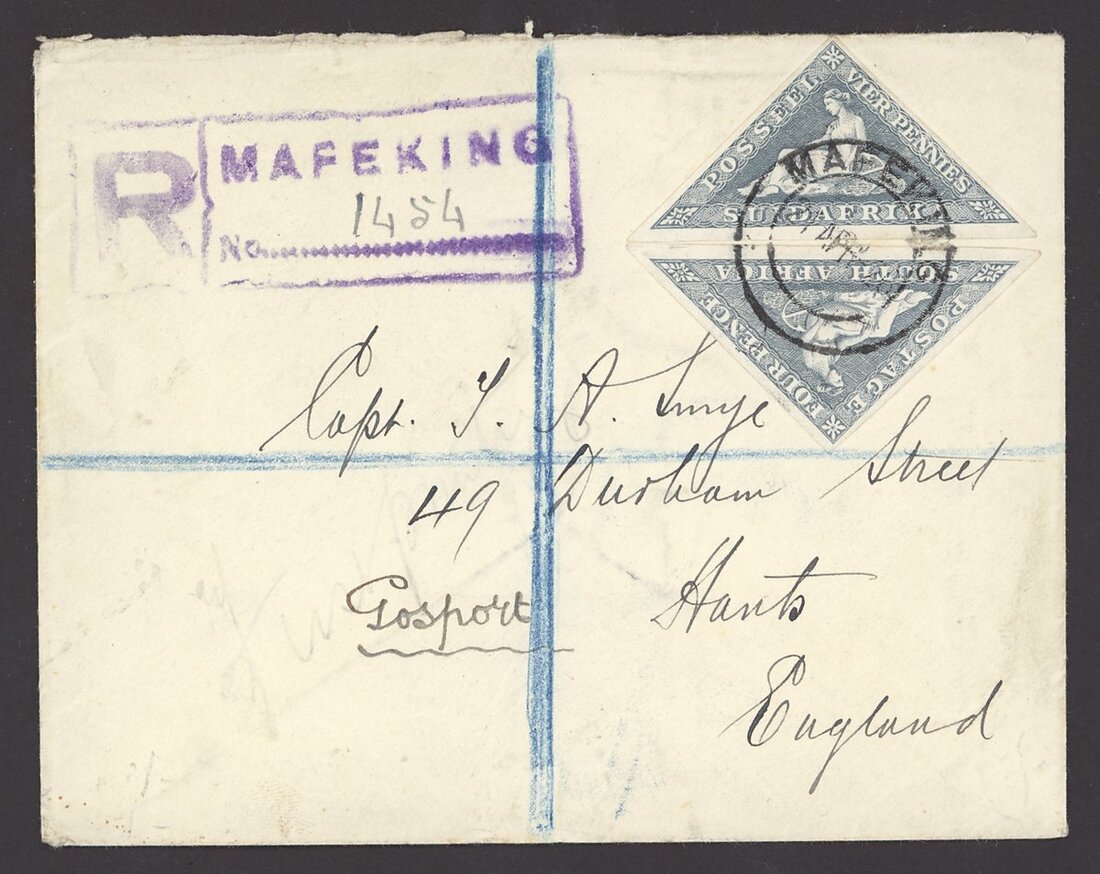 R
MAFEKING
No 1454
POSSEEL VIER PENNIES
SUIDAFRIKA
MAFEKING
APR
SOUTH AFRICA
FOUR PENCE POSTAGE
Capt. A.
49 Durham Street
Gosport Hants
England